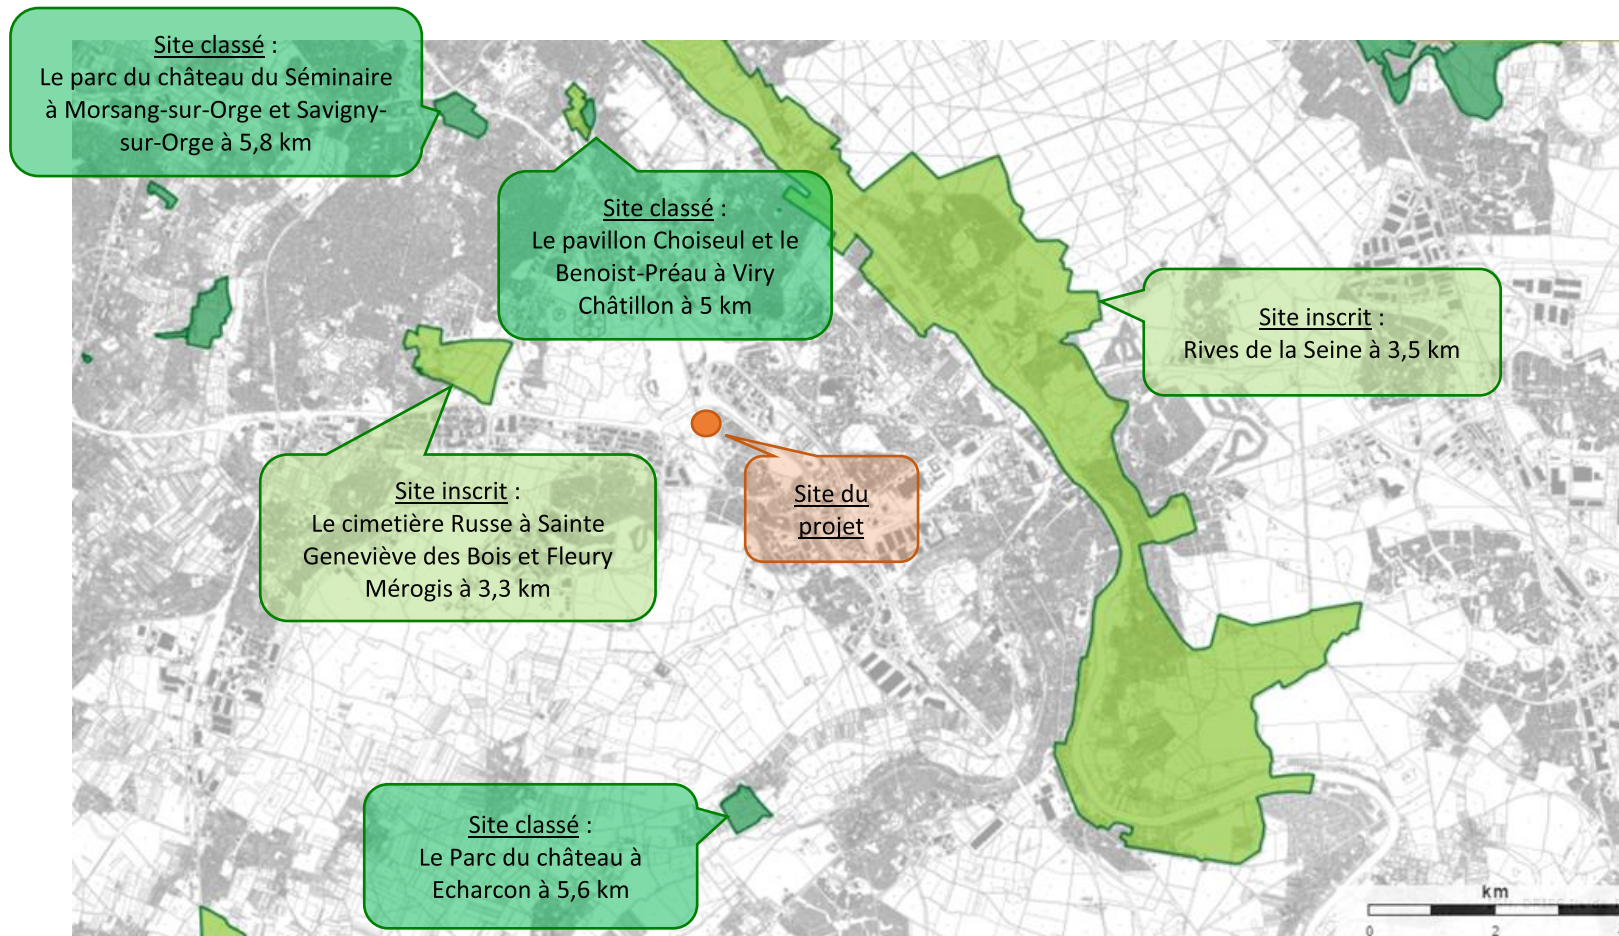 Site classé :
Le parc du château du Séminaire
à Morsang-sur-Orge et Savigny-
sur-Orge à 5,8 km
Site classé :
Le pavillon Choiseul et le
Benoist-Préau à Viry
Châtillon à 5 km
Site inscrit :
Rives de la Seine à 3,5 km
Site inscrit :
Le cimetière Russe à Sainte
Geneviève des Bois et Fleury
Mérogis à 3,3 km
Site du
projet
Site classé :
Le Parc du château à
Echarcon à 5,6 km
km
0 2